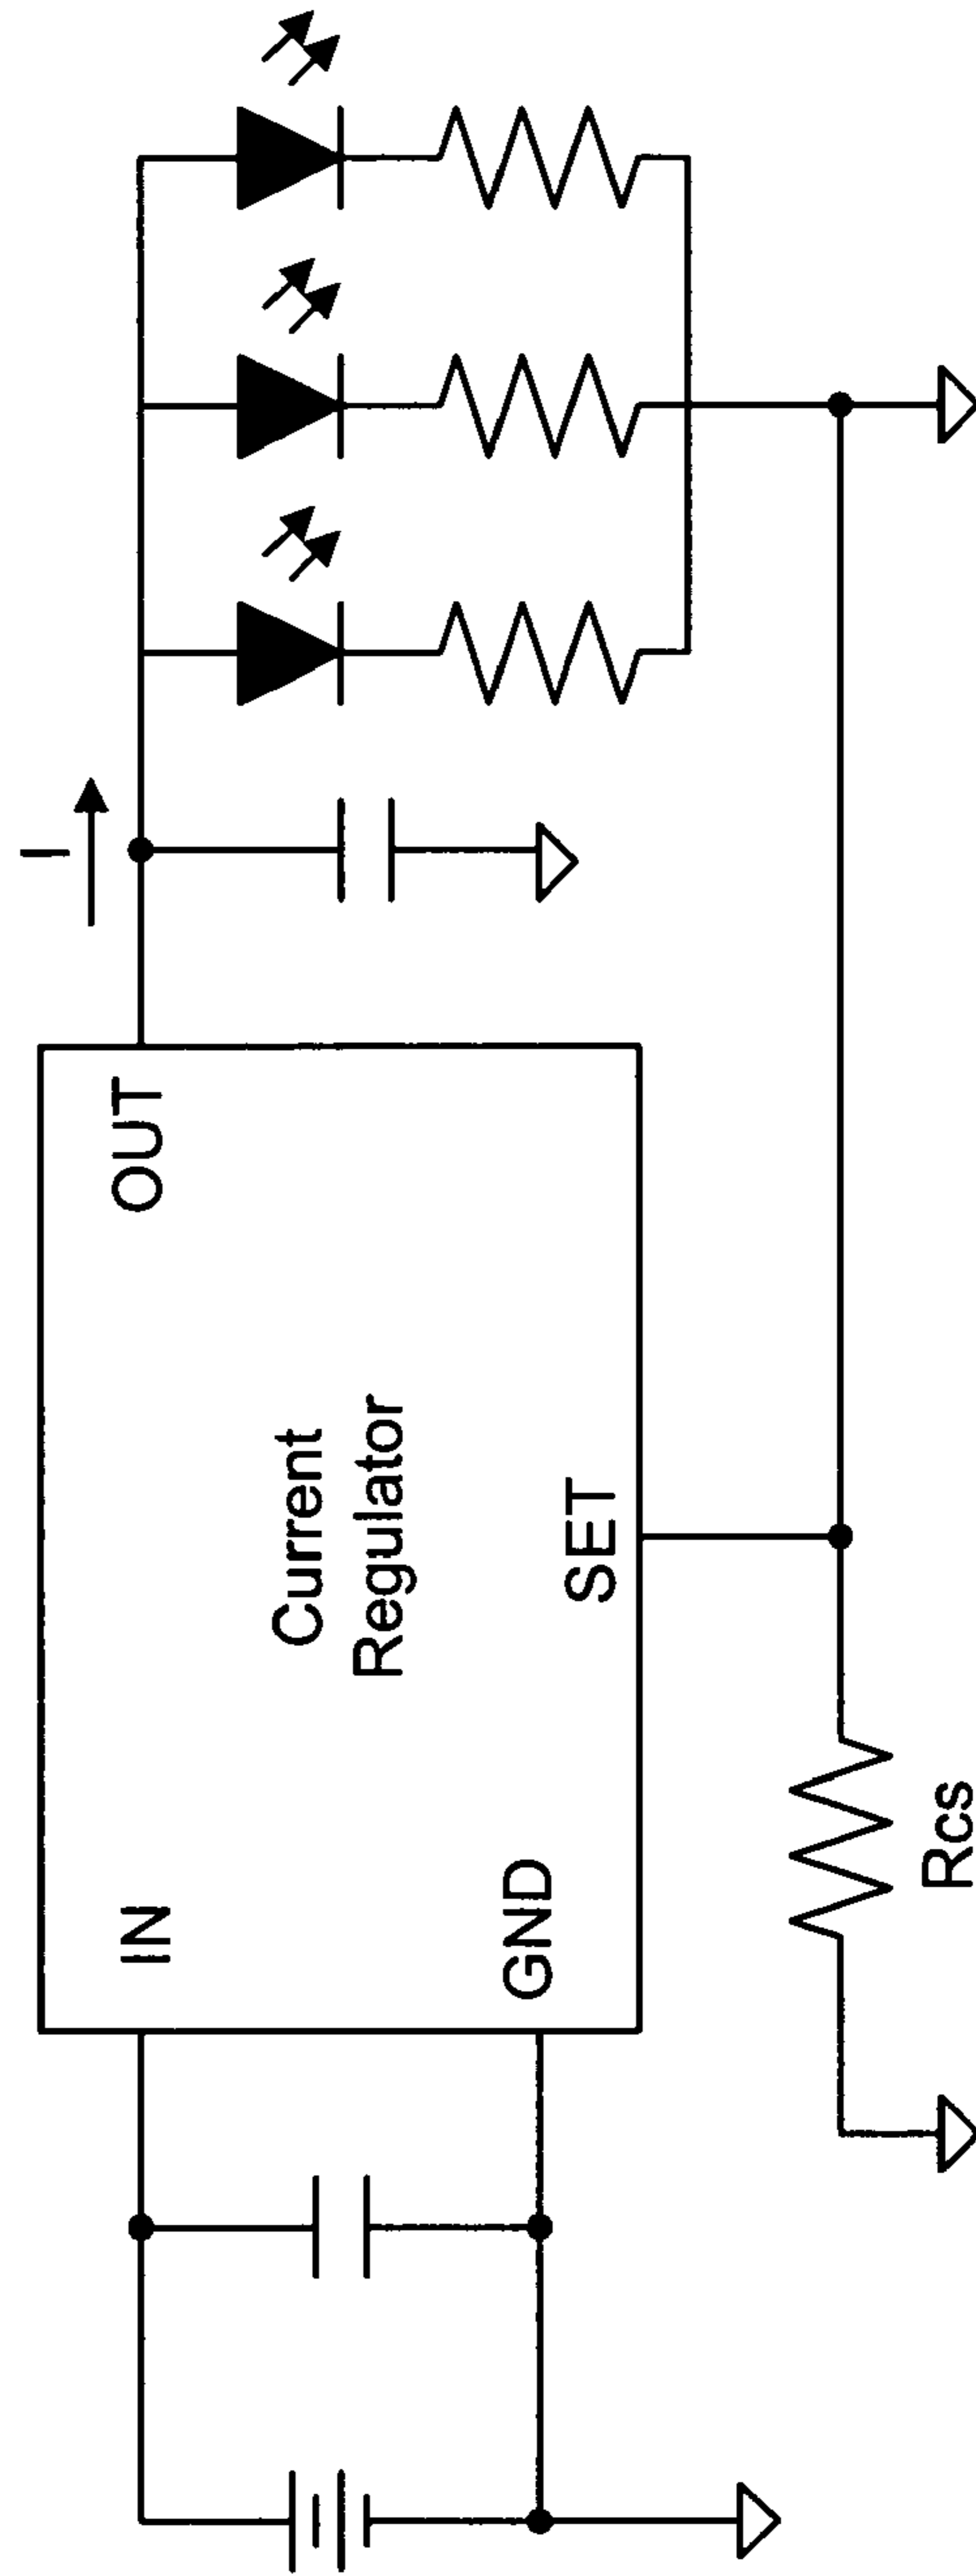 I
IN
OUT
Current
Regulator
GND
SET
Rcs